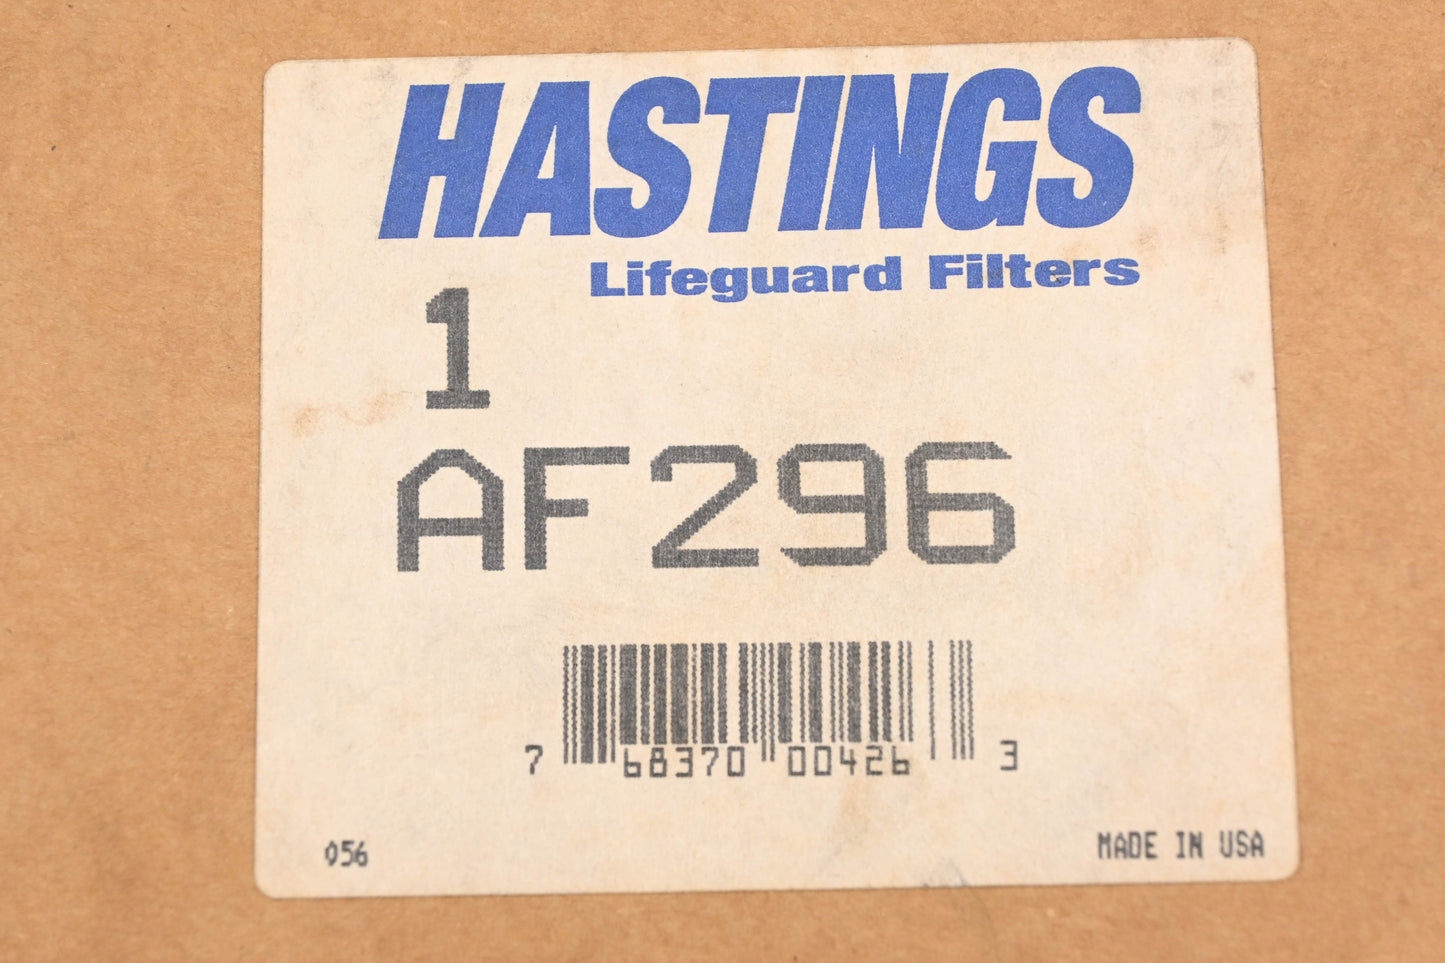 HASTINGS
Lifeguard Filters
1
AF296
7 68370 00426 3
056 MADE IN USA